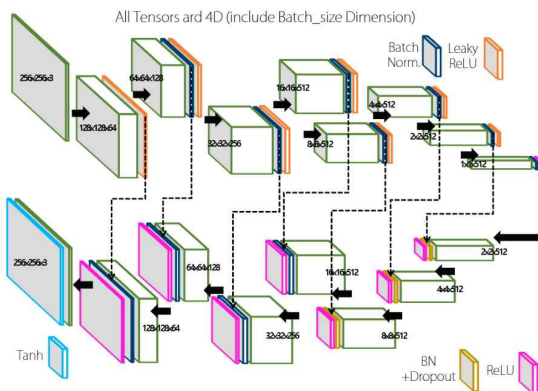 All Tensors ard 4D (include Batch_size Dimension)
Batch
Norm.
Leaky
ReLU
256x256x3
128x128x64
64x64x128
32x32x256
16x16x512
8x8x512
4x4x512
2x2x512
256x256x3
128x128x64
64x64x128
32x32x256
16x16x512
8x8x512
4x4x512
2x2x512
Tanh
BN
+Dropout
ReLU